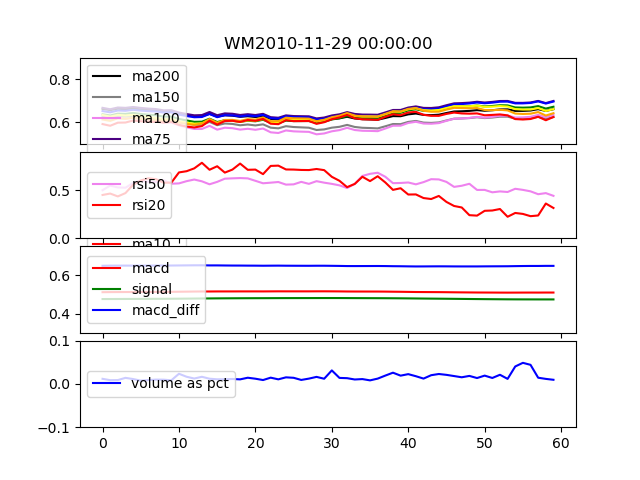 WM2010-11-29 00:00:00
0.8
0.6
ma200
ma150
ma100
ma75
0.5
0.0
rsi50
rsi20
ma10
0.6
0.4
macd
signal
macd_diff
0.1
0.0
−0.1
volume as pct
0 10 20 30 40 50 60